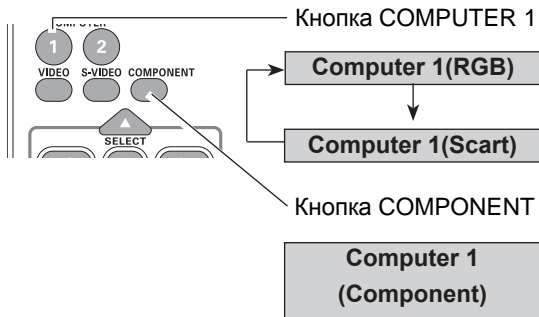 Кнопка COMPUTER 1
1 2
VIDEO S-VIDEO COMPONENT
SELECT
Computer 1(RGB)
Computer 1(Scart)
Кнопка COMPONENT
Computer 1
(Component)